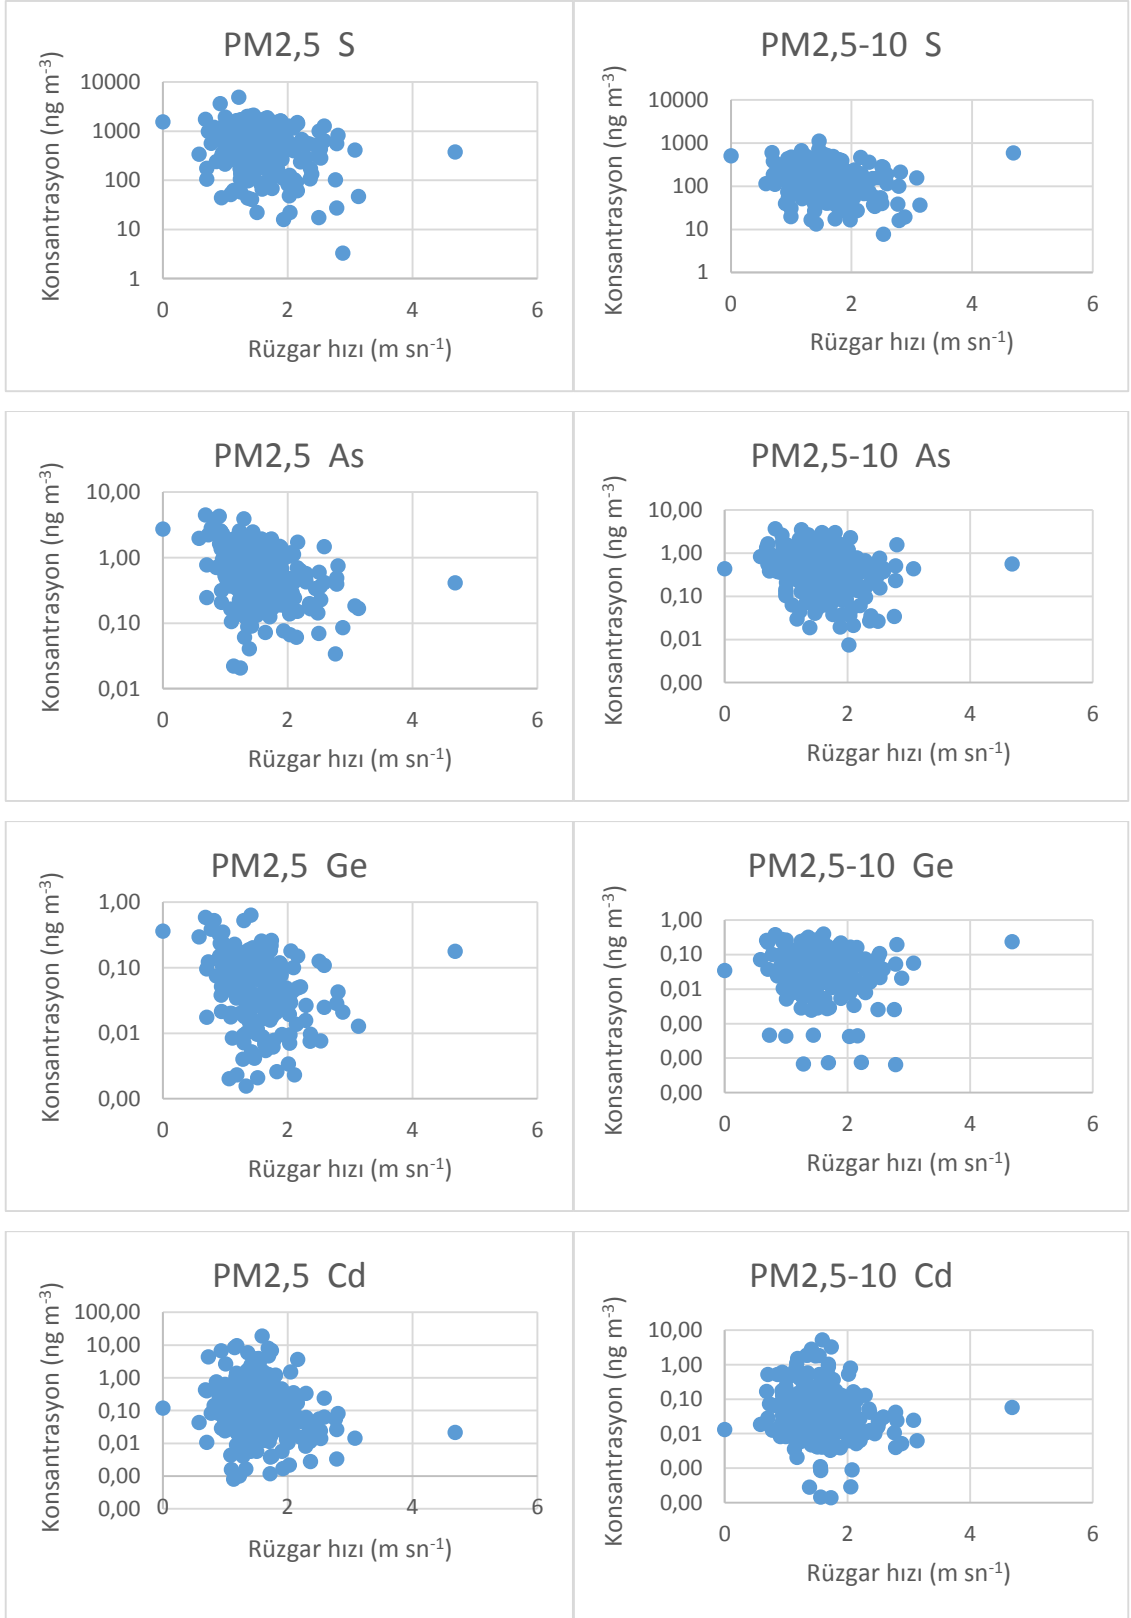 PM2,5 S
Konsantrasyon (ng m⁻³)
10000
1000
100
10
1
0 2 4 6
Rüzgar hızı (m sn⁻¹)
PM2,5-10 S
Konsantrasyon (ng m⁻³)
10000
1000
100
10
1
0 2 4 6
Rüzgar hızı (m sn⁻¹)
PM2,5 As
Konsantrasyon (ng m⁻³)
10,00
1,00
0,10
0,01
0 2 4 6
Rüzgar hızı (m sn⁻¹)
PM2,5-10 As
Konsantrasyon (ng m⁻³)
10,00
1,00
0,10
0,01
0,00
0 2 4 6
Rüzgar hızı (m sn⁻¹)
PM2,5 Ge
Konsantrasyon (ng m⁻³)
1,00
0,10
0,01
0,00
0 2 4 6
Rüzgar hızı (m sn⁻¹)
PM2,5-10 Ge
Konsantrasyon (ng m⁻³)
1,00
0,10
0,01
0,00
0,00
0,00
0 2 4 6
Rüzgar hızı (m sn⁻¹)
PM2,5 Cd
Konsantrasyon (ng m⁻³)
100,00
10,00
1,00
0,10
0,01
0,00
0,00
0 2 4 6
Rüzgar hızı (m sn⁻¹)
PM2,5-10 Cd
Konsantrasyon (ng m⁻³)
10,00
1,00
0,10
0,01
0,00
0,00
0 2 4 6
Rüzgar hızı (m sn⁻¹)